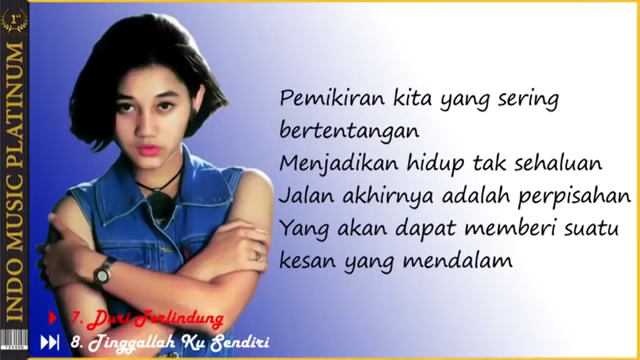 INDO MUSIC PLATINUM
Pemikiran kita yang sering
bertentangan
Menjadikan hidup tak sehaluan
Jalan akhirnya adalah perpisahan
Yang akan dapat memberi suatu
kesan yang mendalam
7. Duri Terlindung
8. Tinggallah Ku Sendiri